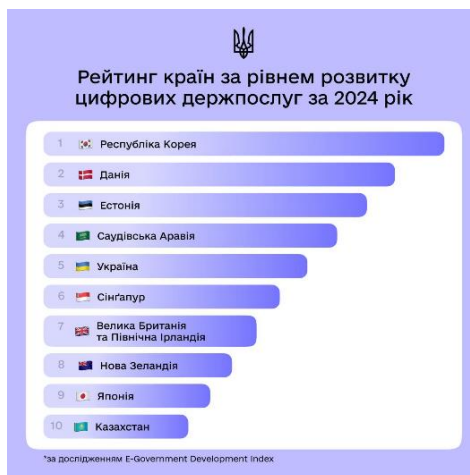 Рейтинг країн за рівнем розвитку
цифрових держпослуг за 2024 рік
1 Республіка Корея
2 Данія
3 Естонія
4 Саудівська Аравія
5 Україна
6 Сінґапур
7 Велика Британія
та Північна Ірландія
8 Нова Зеландія
9 Японія
10 Казахстан
*за дослідженням E-Government Development Index